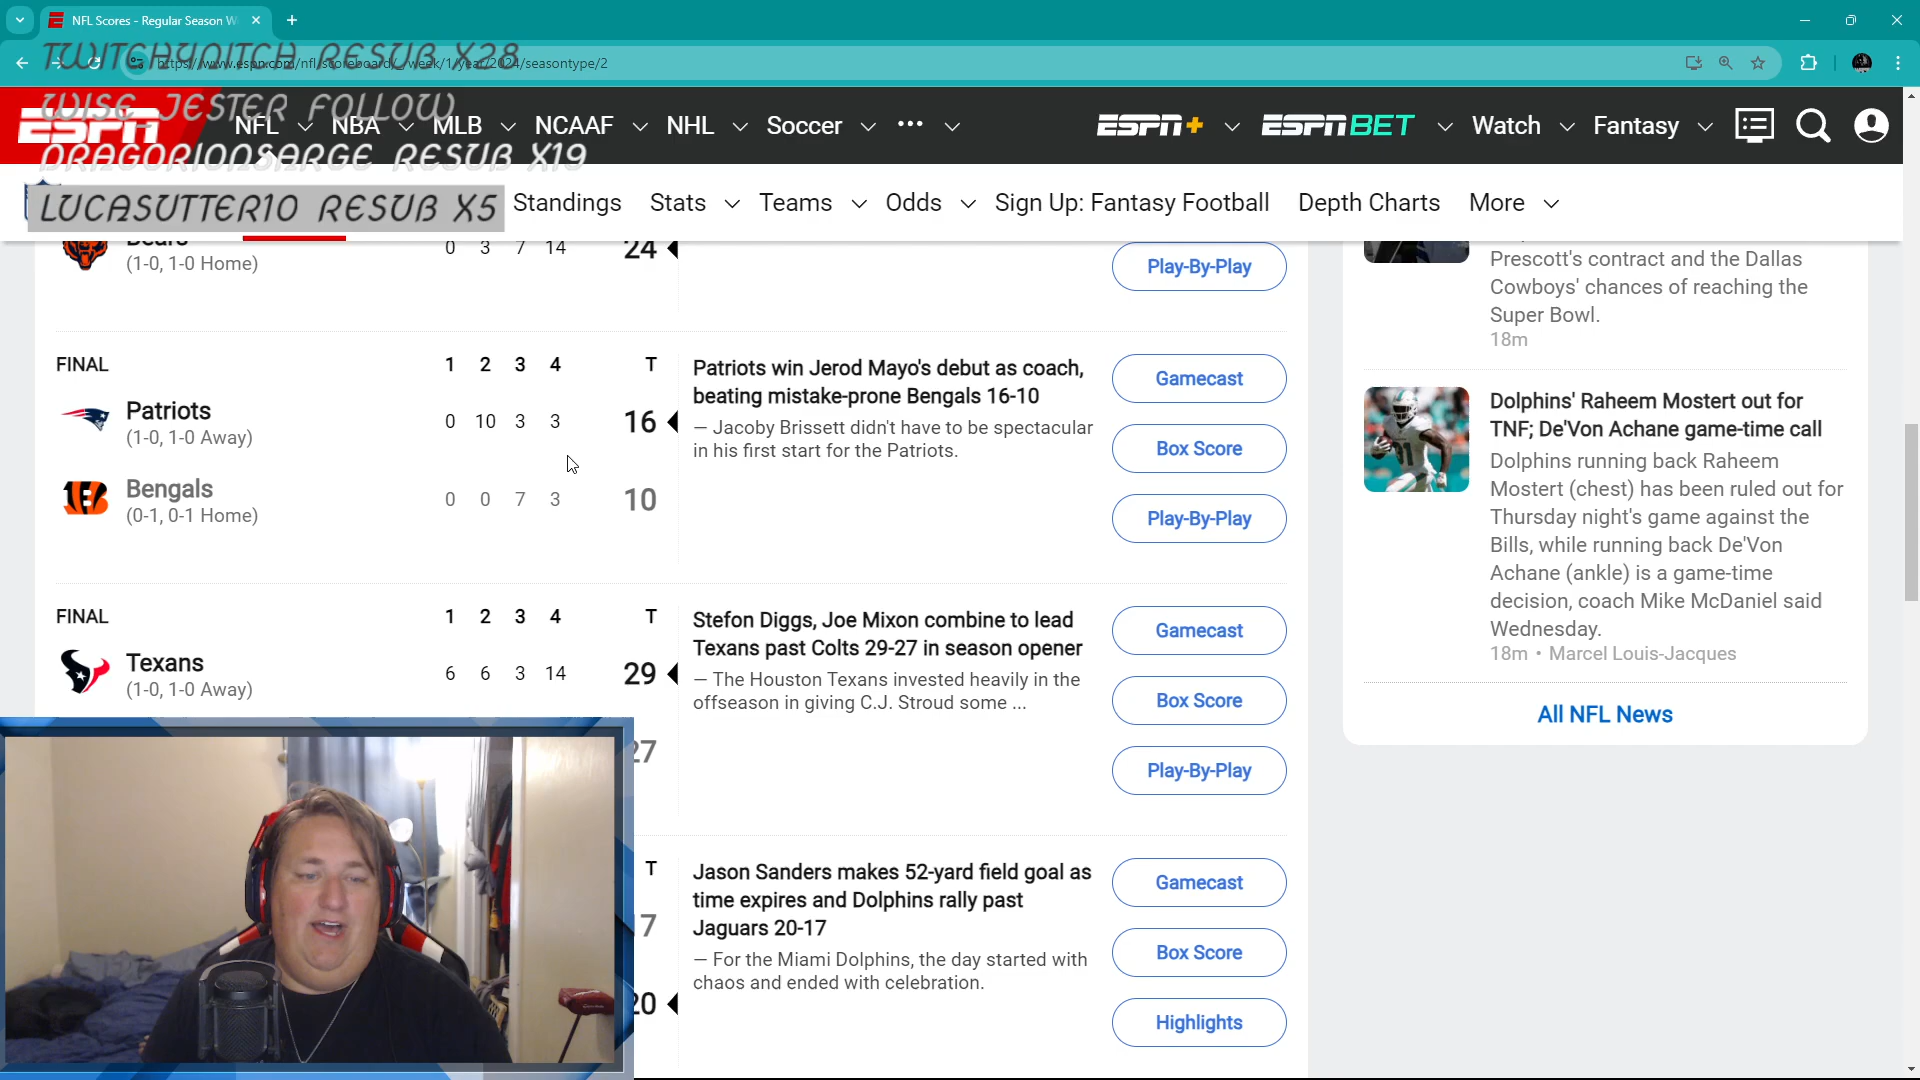 NFL Scores - Regular Season W
TWITCHYNITCH RESUB X28
https://www.espn.com/nfl/scoreboard/_/week/1/year/2024/seasontype/2
WISE_JESTER FOLLOW
ESPN
NFL NBA MLB NCAAF NHL Soccer ••• ESPN+ ESPN BET Watch Fantasy
DRAGORIONSARGE RESUB X19
LUCASUTTER10 RESUB X5
Standings Stats Teams Odds Sign Up: Fantasy Football Depth Charts More
Bears 0 3 7 14 24
(1-0, 1-0 Home)
Play-By-Play
FINAL 1 2 3 4 T
Patriots 0 10 3 3 16
(1-0, 1-0 Away)
Bengals 0 0 7 3 10
(0-1, 0-1 Home)
Patriots win Jerod Mayo's debut as coach,
beating mistake-prone Bengals 16-10
— Jacoby Brissett didn't have to be spectacular
in his first start for the Patriots.
Gamecast
Box Score
Play-By-Play
FINAL 1 2 3 4 T
Texans 6 6 3 14 29
(1-0, 1-0 Away)
27
Stefon Diggs, Joe Mixon combine to lead
Texans past Colts 29-27 in season opener
— The Houston Texans invested heavily in the
offseason in giving C.J. Stroud some ...
Gamecast
Box Score
Play-By-Play
T
17
20
Jason Sanders makes 52-yard field goal as
time expires and Dolphins rally past
Jaguars 20-17
— For the Miami Dolphins, the day started with
chaos and ended with celebration.
Gamecast
Box Score
Highlights
Prescott's contract and the Dallas
Cowboys' chances of reaching the
Super Bowl.
18m
Dolphins' Raheem Mostert out for
TNF; De'Von Achane game-time call
Dolphins running back Raheem
Mostert (chest) has been ruled out for
Thursday night's game against the
Bills, while running back De'Von
Achane (ankle) is a game-time
decision, coach Mike McDaniel said
Wednesday.
18m • Marcel Louis-Jacques
All NFL News